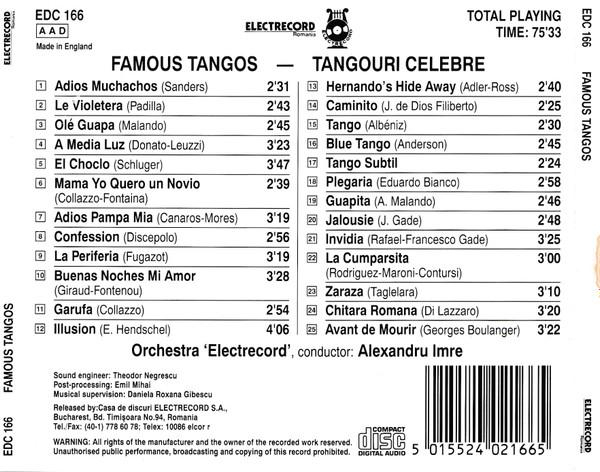 EDC 166
AAD
Made in England
ELECTRECORD
Romania
ELECTRECORD
TOTAL PLAYING
TIME: 75'33
FAMOUS TANGOS — TANGOURI CELEBRE
1 Adios Muchachos (Sanders) 2'31
2 Le Violetera (Padilla) 2'43
3 Olé Guapa (Malando) 2'45
4 A Media Luz (Donato-Leuzzi) 3'23
5 El Choclo (Schluger) 3'47
6 Mama Yo Quero un Novio 2'39
(Collazzo-Fontaina)
7 Adios Pampa Mia (Canaros-Mores) 3'19
8 Confession (Discepolo) 2'56
9 La Periferia (Fugazot) 3'19
10 Buenas Noches Mi Amor 3'28
(Giraud-Fontenou)
11 Garufa (Collazzo) 2'54
12 Illusion (E. Hendschel) 4'06
13 Hernando's Hide Away (Adler-Ross) 2'40
14 Caminito (J. de Dios Filiberto) 2'25
15 Tango (Albéniz) 2'30
16 Blue Tango (Anderson) 2'45
17 Tango Subtil 2'24
18 Plegaria (Eduardo Bianco) 2'58
19 Guapita (A. Malando) 2'46
20 Jalousie (J. Gade) 2'48
21 Invidia (Rafael-Francesco Gade) 3'25
22 La Cumparsita 3'00
(Rodriguez-Maroni-Contursi)
23 Zaraza (Taglelara) 3'10
24 Chitara Romana (Di Lazzaro) 3'20
25 Avant de Mourir (Georges Boulanger) 3'22
Orchestra 'Electrecord', conductor: Alexandru Imre
Sound engineer: Theodor Negrescu
Post-processing: Emil Mihai
Musical supervision: Daniela Roxana Gibescu
Released by:Casa de discuri ELECTRECORD S.A.,
Bucharest, Bd. Timişoara No.94, Romania
Tel./Fax: (40-1) 778 60 78; Telex: 10086 elcor r
WARNING: All rights of the manufacturer and the owner of the recorded work reserved.
Unauthorised public performance, broadcasting and copying of this record prohibited.
COMPACT
disc
DIGITAL AUDIO
5 015524 021665
ELECTRECORD
Romania
FAMOUS TANGOS
EDC 166
EDC 166
FAMOUS TANGOS
ELECTRECORD
Romania